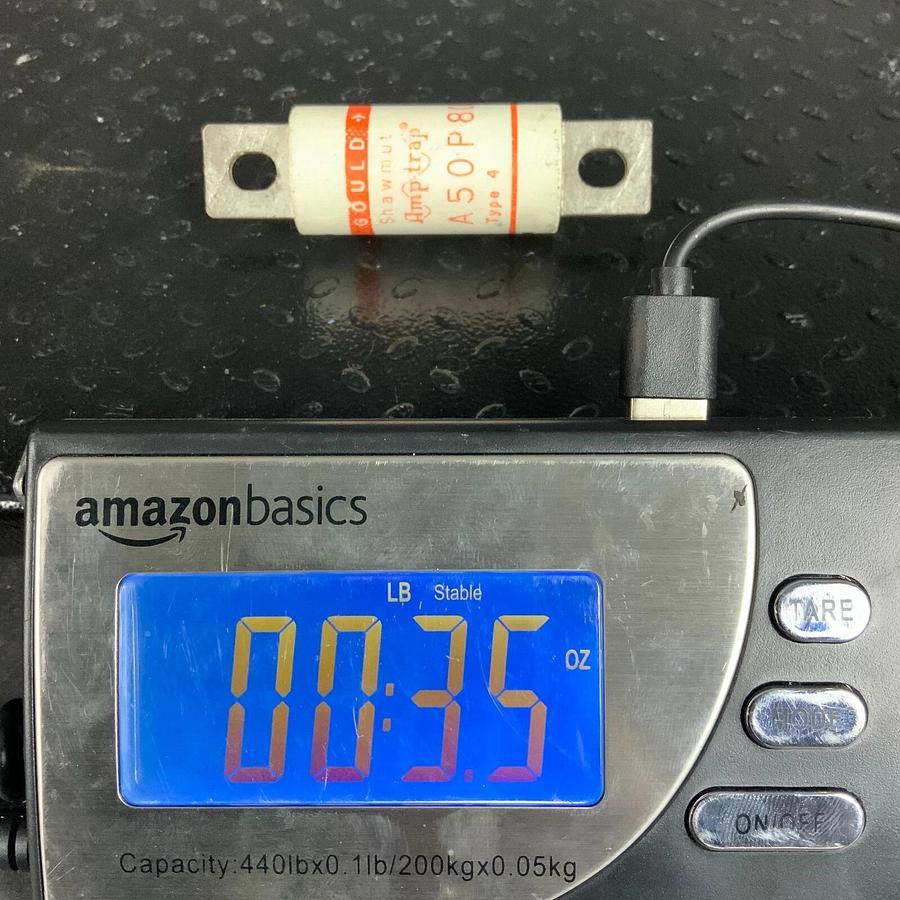 GOULD
Shawmut
Amp-trap®
A50P80
Type 4
amazonbasics
LB Stable
00:3.5
OZ
TARE
MODE
ON/OFF
Capacity:440lbx0.1lb/200kgx0.05kg